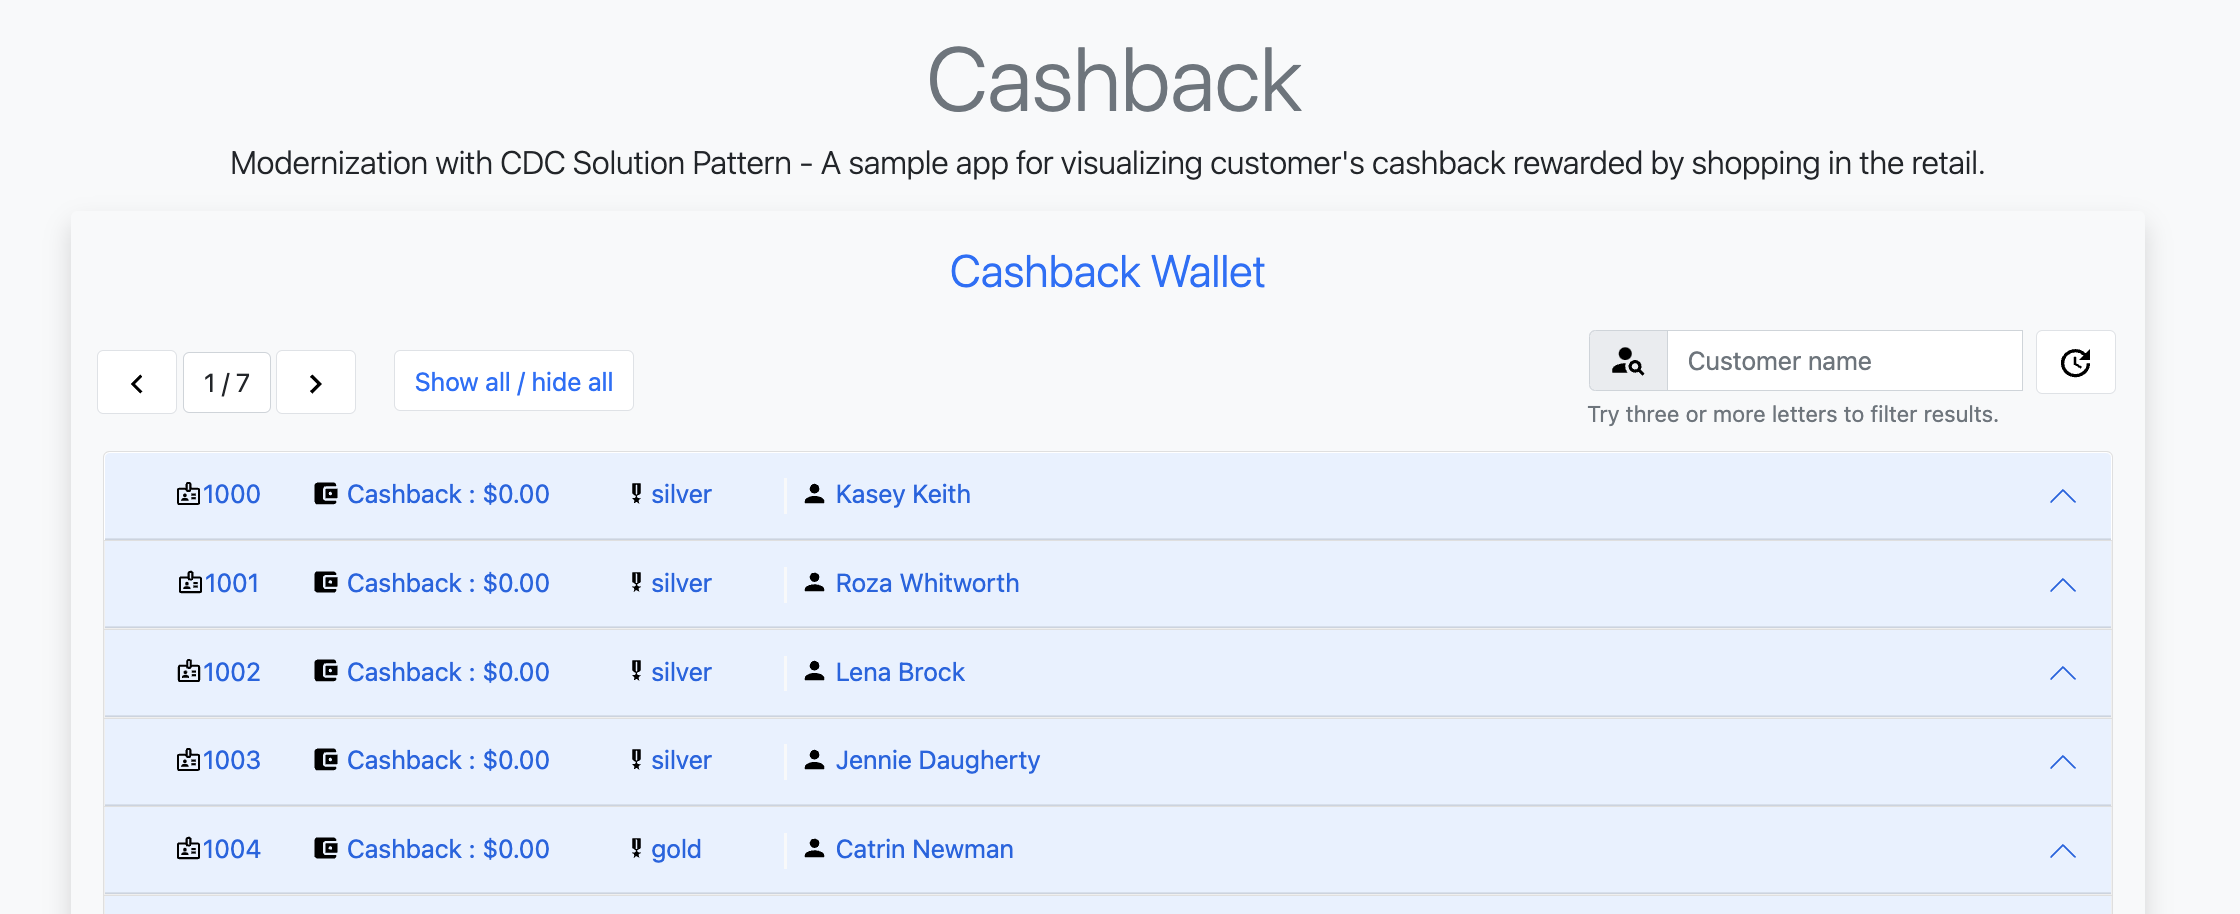 Cashback
Modernization with CDC Solution Pattern - A sample app for visualizing customer's cashback rewarded by shopping in the retail.
Cashback Wallet
1 / 7
Show all / hide all
Customer name
Try three or more letters to filter results.
1000 Cashback : $0.00 silver Kasey Keith
1001 Cashback : $0.00 silver Roza Whitworth
1002 Cashback : $0.00 silver Lena Brock
1003 Cashback : $0.00 silver Jennie Daugherty
1004 Cashback : $0.00 gold Catrin Newman